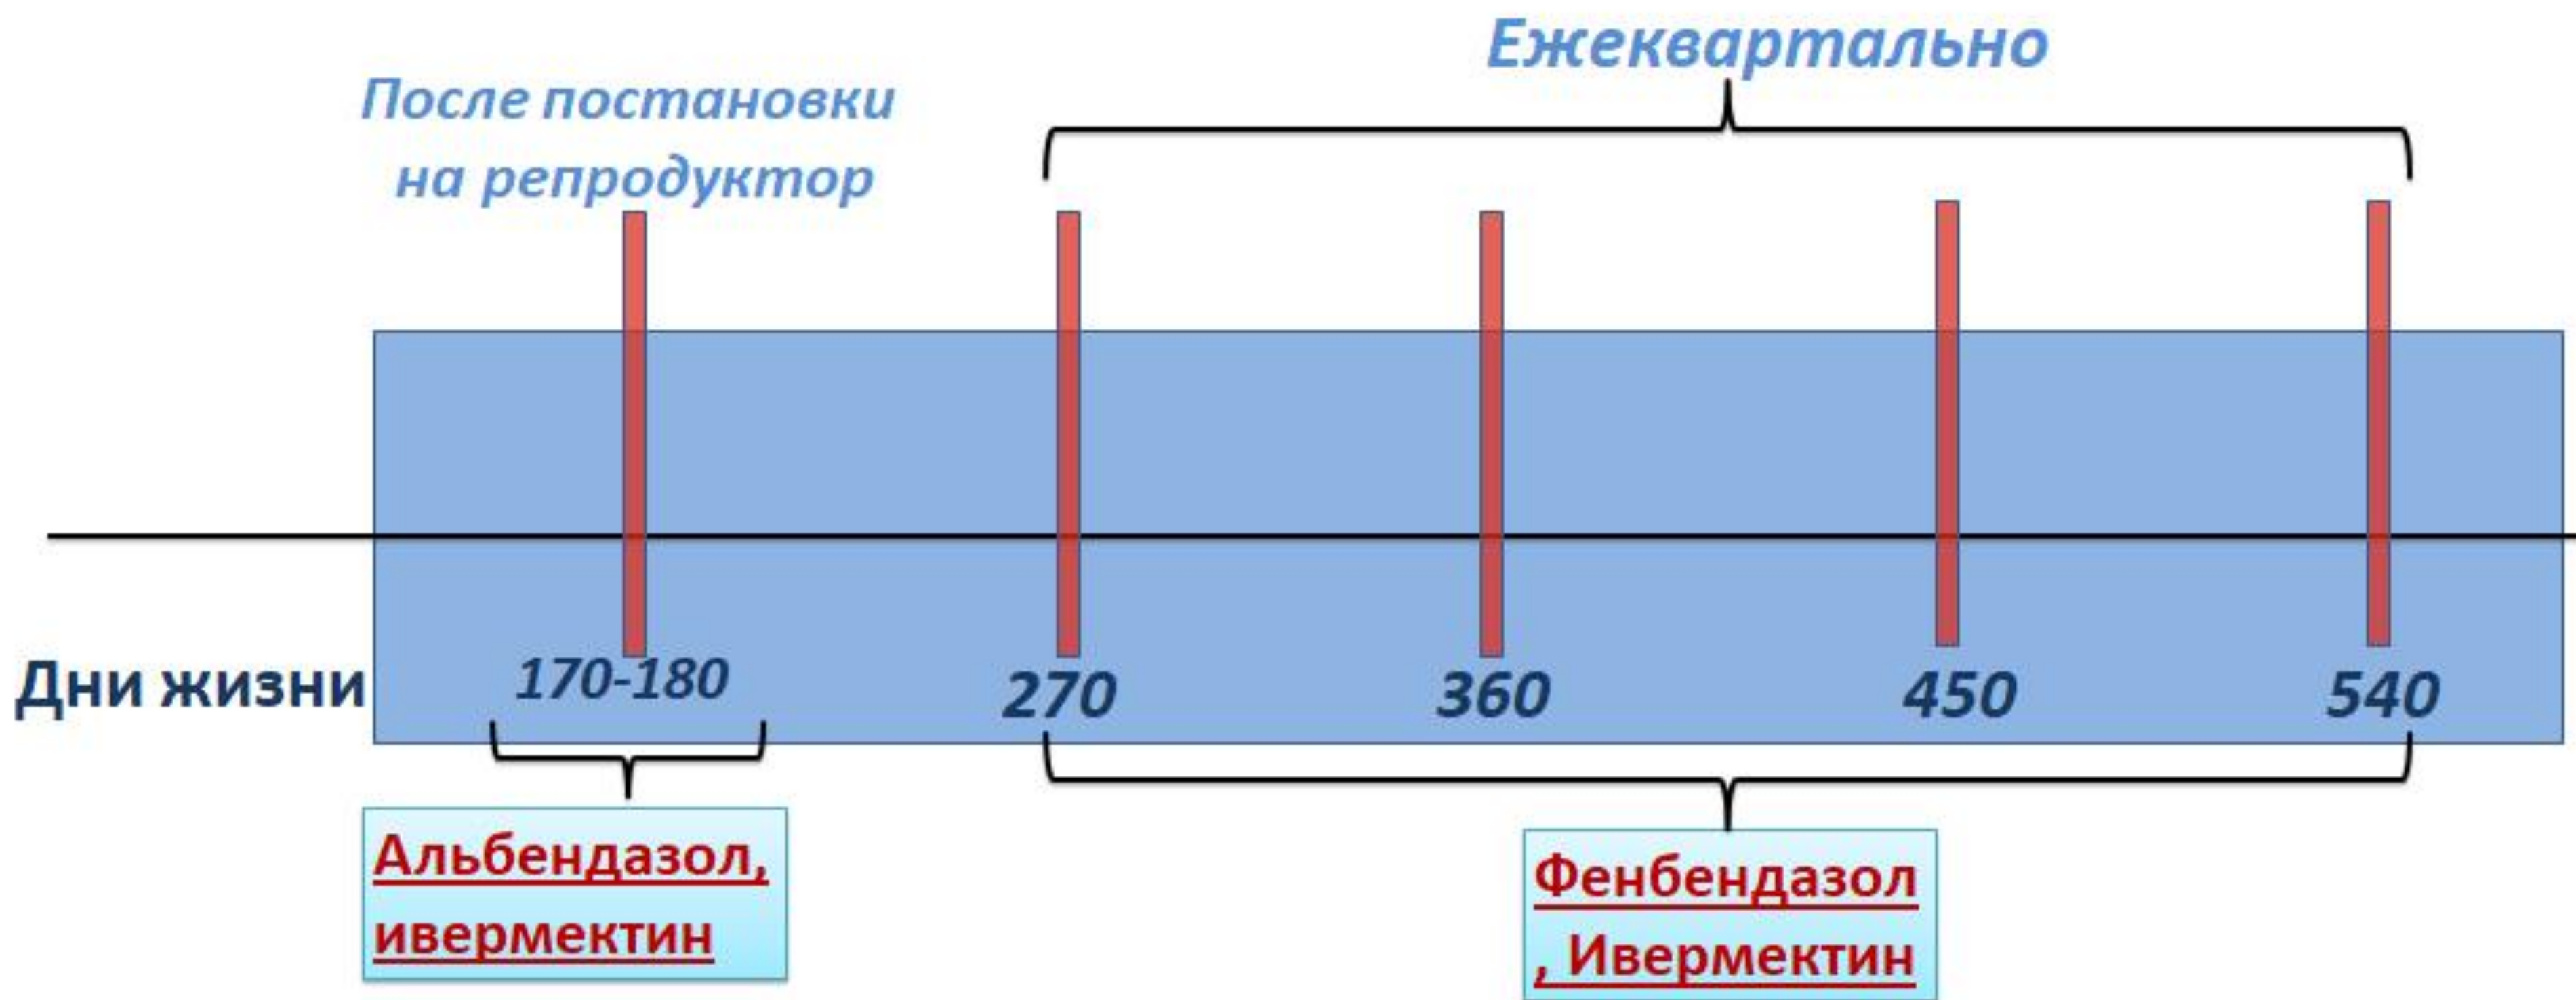 Ежеквартально
После постановки
на репродуктор
Дни жизни
170-180
270
360
450
540
Альбендазол,
ивермектин
Фенбендазол
, Ивермектин